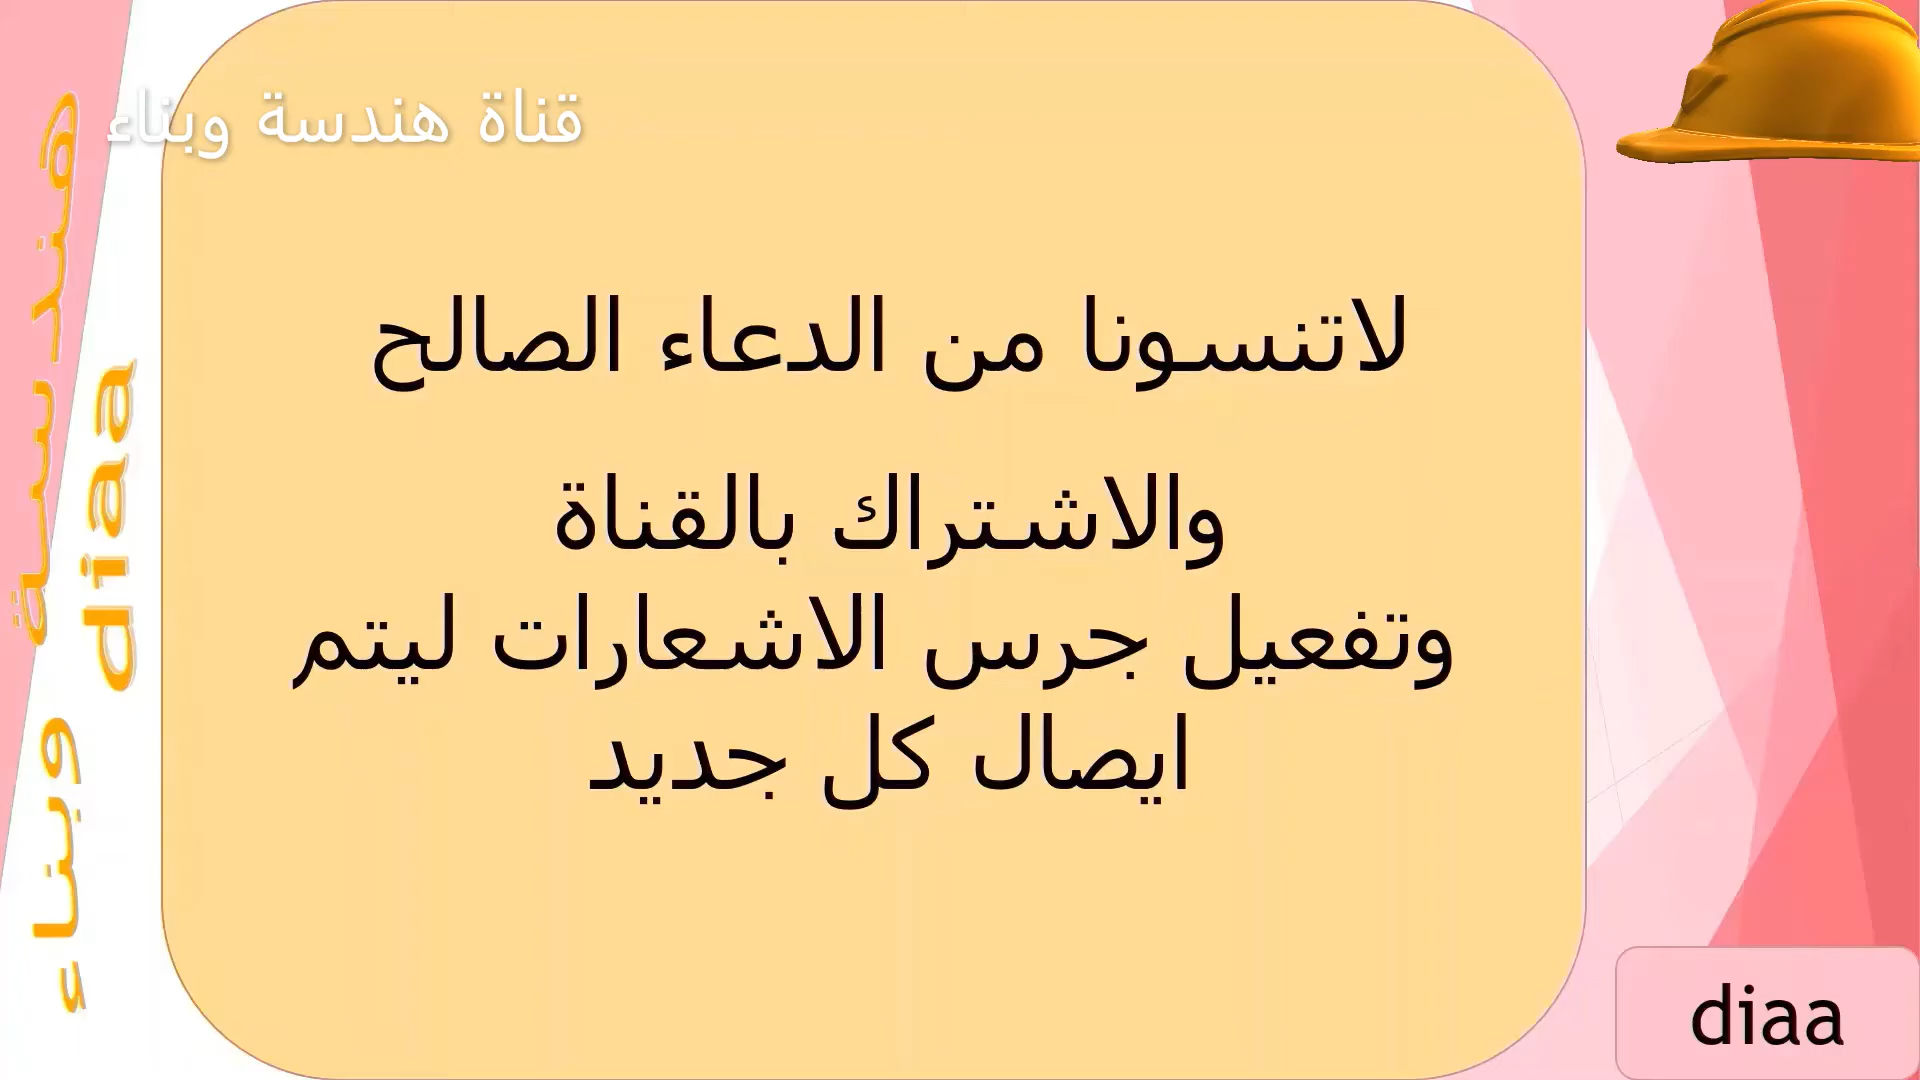 قناة هندسة وبناء
لاتنسونا من الدعاء الصالح
والاشتراك بالقناة
وتفعيل جرس الاشعارات ليتم
ايصال كل جديد
هندسة وبناء
diaa
diaa